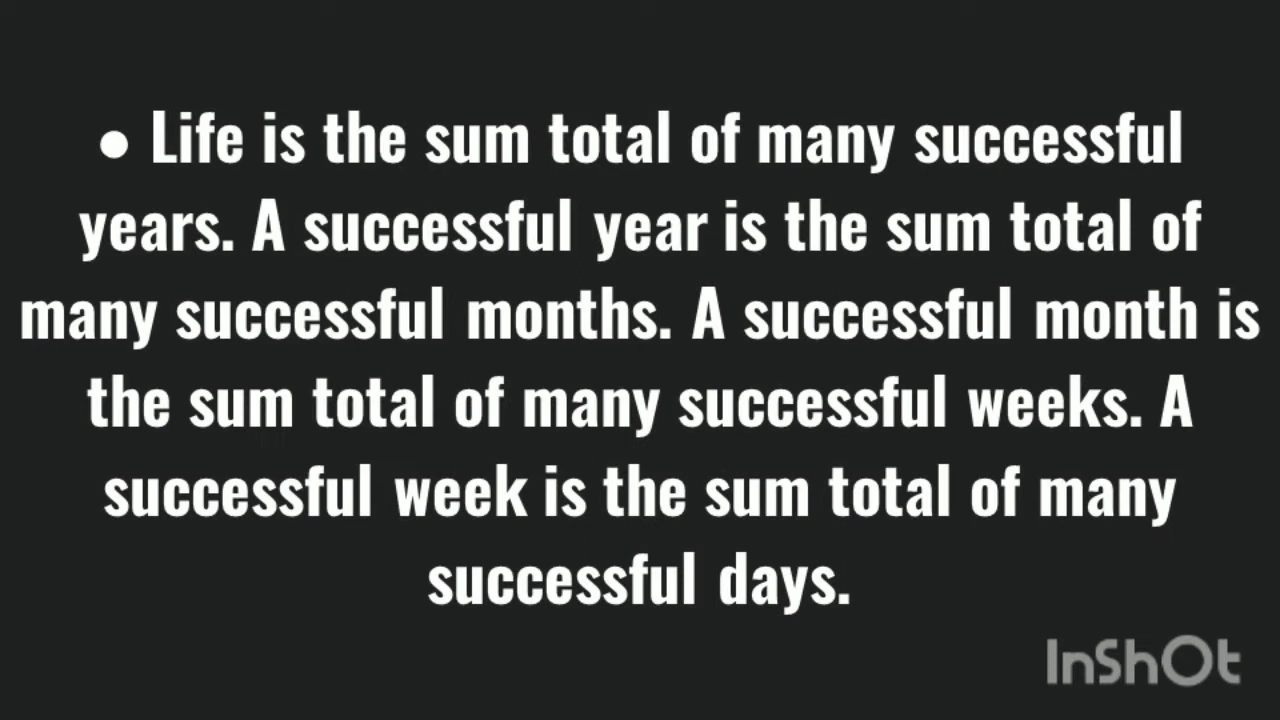 • Life is the sum total of many successful
years. A successful year is the sum total of
many successful months. A successful month is
the sum total of many successful weeks. A
successful week is the sum total of many
successful days.
InShOt